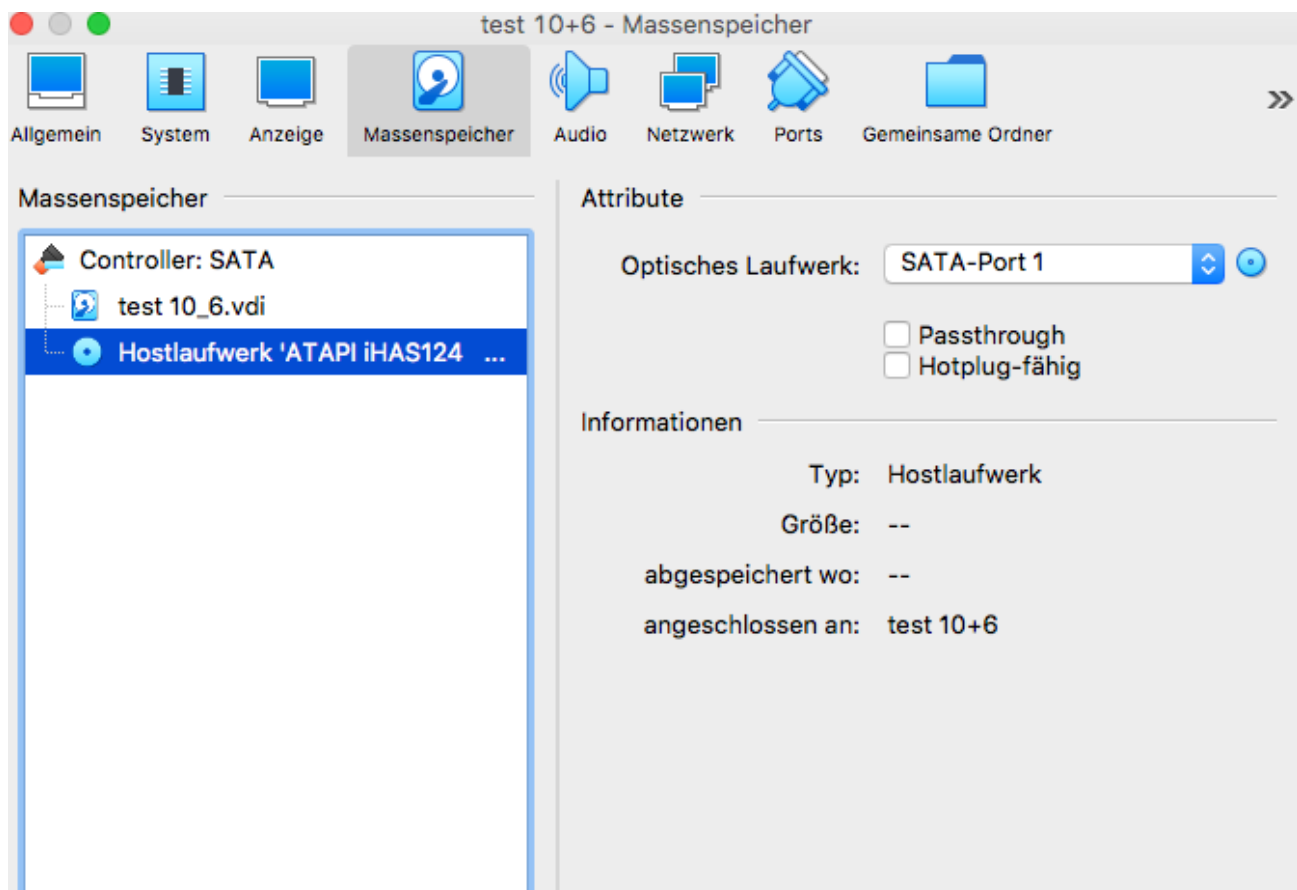 test 10+6 - Massenspeicher
Allgemein System Anzeige Massenspeicher Audio Netzwerk Ports Gemeinsame Ordner
Massenspeicher
Controller: SATA
test 10_6.vdi
Hostlaufwerk 'ATAPI iHAS124 ...
Attribute
Optisches Laufwerk: SATA-Port 1
Passthrough
Hotplug-fähig
Informationen
Typ: Hostlaufwerk
Größe: --
abgespeichert wo: --
angeschlossen an: test 10+6